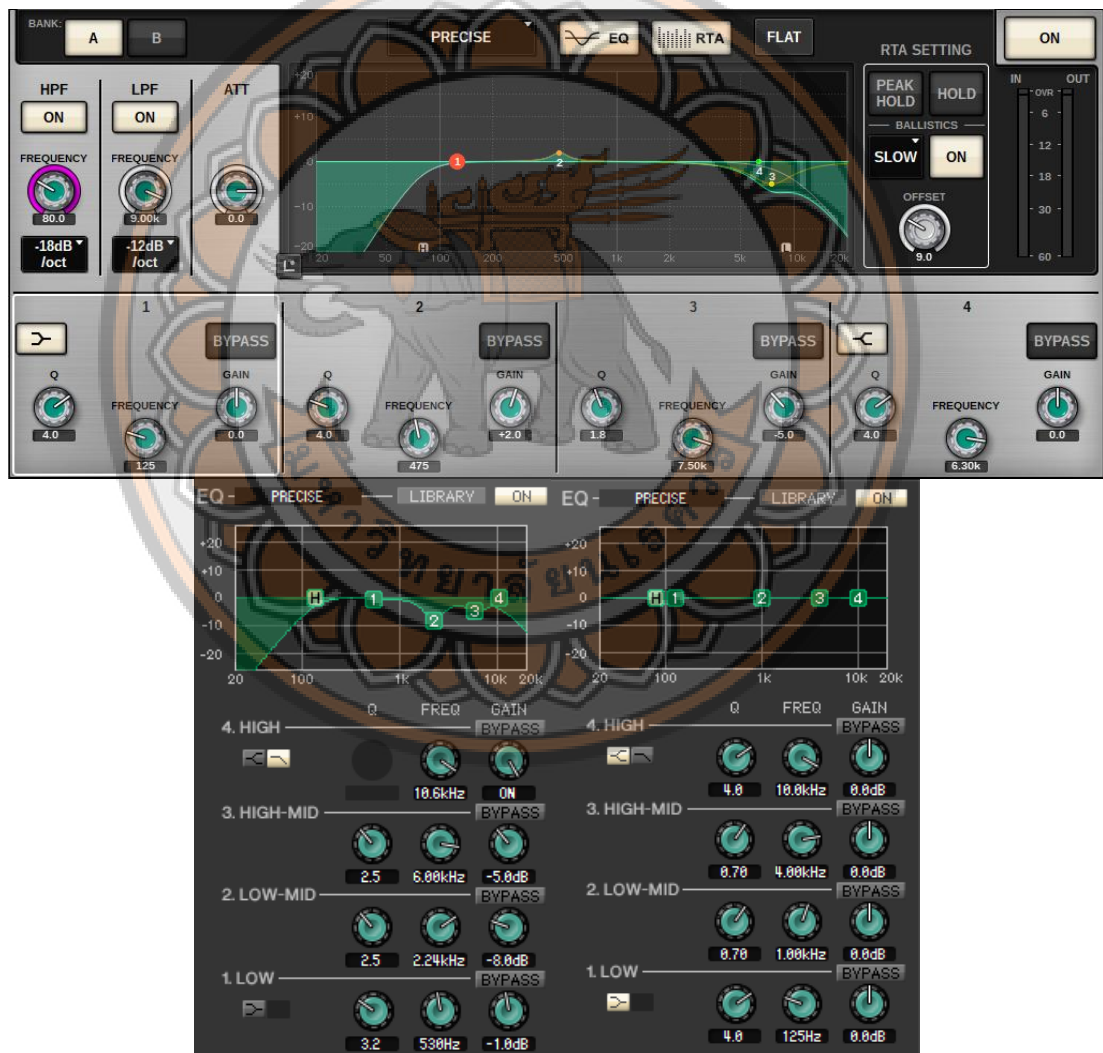 BANK: A B PRECISE EQ RTA FLAT RTA SETTING ON
HPF LPF ATT
ON ON
FREQUENCY FREQUENCY
80.0 9.00k 0.0
-18dB /oct -12dB /oct
+20
+10
0
-10
-20
20 50 100 200 500 1k 2k 5k 10k 20k
1 2 3 4 H L
PEAK HOLD HOLD
BALLISTICS
SLOW ON
OFFSET
9.0
IN OUT
OVR
6
12
18
30
60
1 2 3 4
BYPASS BYPASS BYPASS BYPASS
Q GAIN Q GAIN Q GAIN Q GAIN
FREQUENCY FREQUENCY FREQUENCY FREQUENCY
4.0 0.0 4.0 +2.0 1.8 -5.0 4.0 0.0
125 475 7.50k 6.30k
EQ PRECISE LIBRARY ON
+20
+10
0
-10
-20
H 1 2 3 4
20 100 1k 10k 20k
Q FREQ GAIN
4. HIGH BYPASS
10.6kHz ON
3. HIGH-MID BYPASS
2.5 6.00kHz -5.0dB
2. LOW-MID BYPASS
2.5 2.24kHz -8.0dB
1. LOW BYPASS
3.2 530Hz -1.0dB
EQ PRECISE LIBRARY ON
+20
+10
0
-10
-20
H 1 2 3 4
20 100 1k 10k 20k
Q FREQ GAIN
4. HIGH BYPASS
4.0 10.0kHz 0.0dB
3. HIGH-MID BYPASS
0.70 4.00kHz 0.0dB
2. LOW-MID BYPASS
0.70 1.00kHz 0.0dB
1. LOW BYPASS
4.0 125Hz 0.0dB